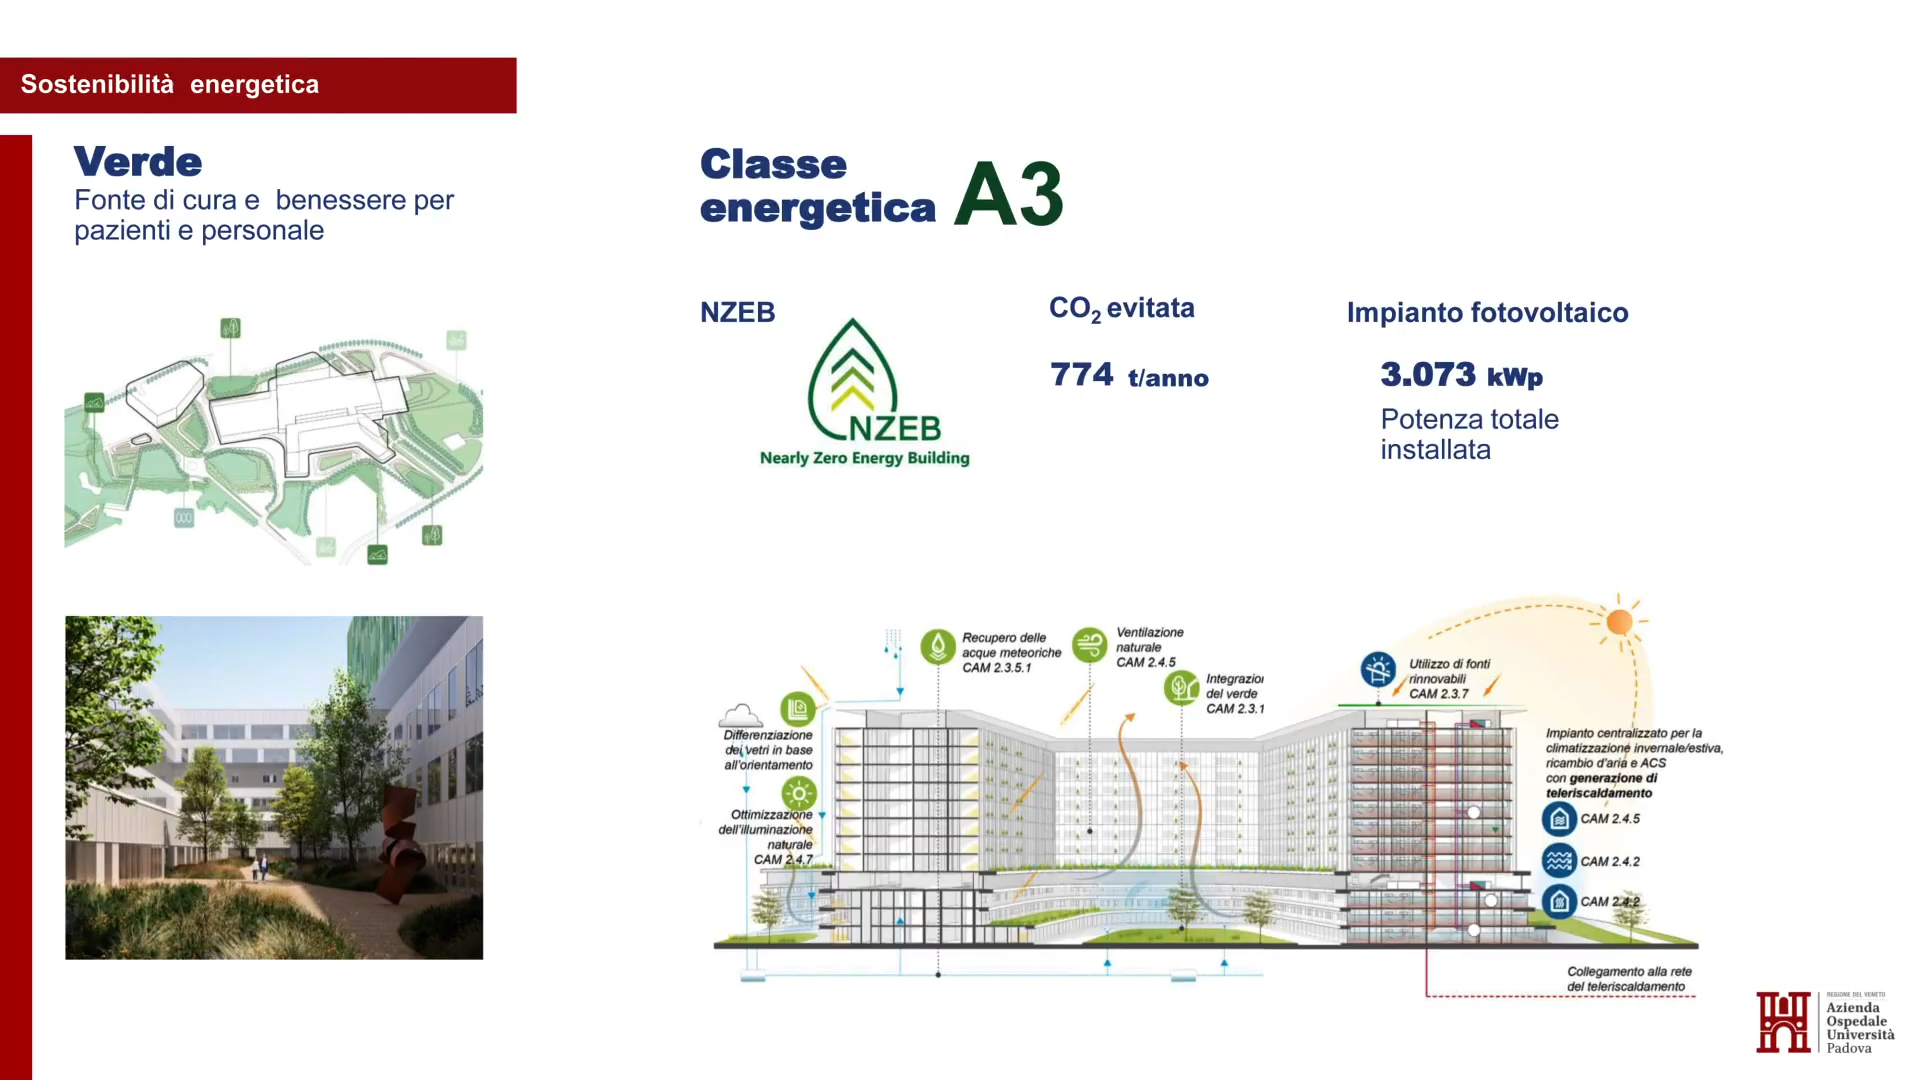 Sostenibilità energetica
Verde
Fonte di cura e benessere per
pazienti e personale
Classe
energetica A3
NZEB
NZEB
Nearly Zero Energy Building
CO2 evitata
774 t/anno
Impianto fotovoltaico
3.073 kWp
Potenza totale
installata
Recupero delle
acque meteoriche
CAM 2.3.5.1
Ventilazione
naturale
CAM 2.4.5
Integrazion
del verde
CAM 2.3.1
Utilizzo di fonti
rinnovabili
CAM 2.3.7
Differenziazione
dei vetri in base
all'orientamento
Ottimizzazione
dell'illuminazione
naturale
CAM 2.4.7
Impianto centralizzato per la
climatizzazione invernale/estiva,
ricambio d'aria e ACS
con generazione di
teleriscaldamento
CAM 2.4.5
CAM 2.4.2
CAM 2.4.2
Collegamento alla rete
del teleriscaldamento
REGIONE DEL VENETO
Azienda
Ospedale
Università
Padova